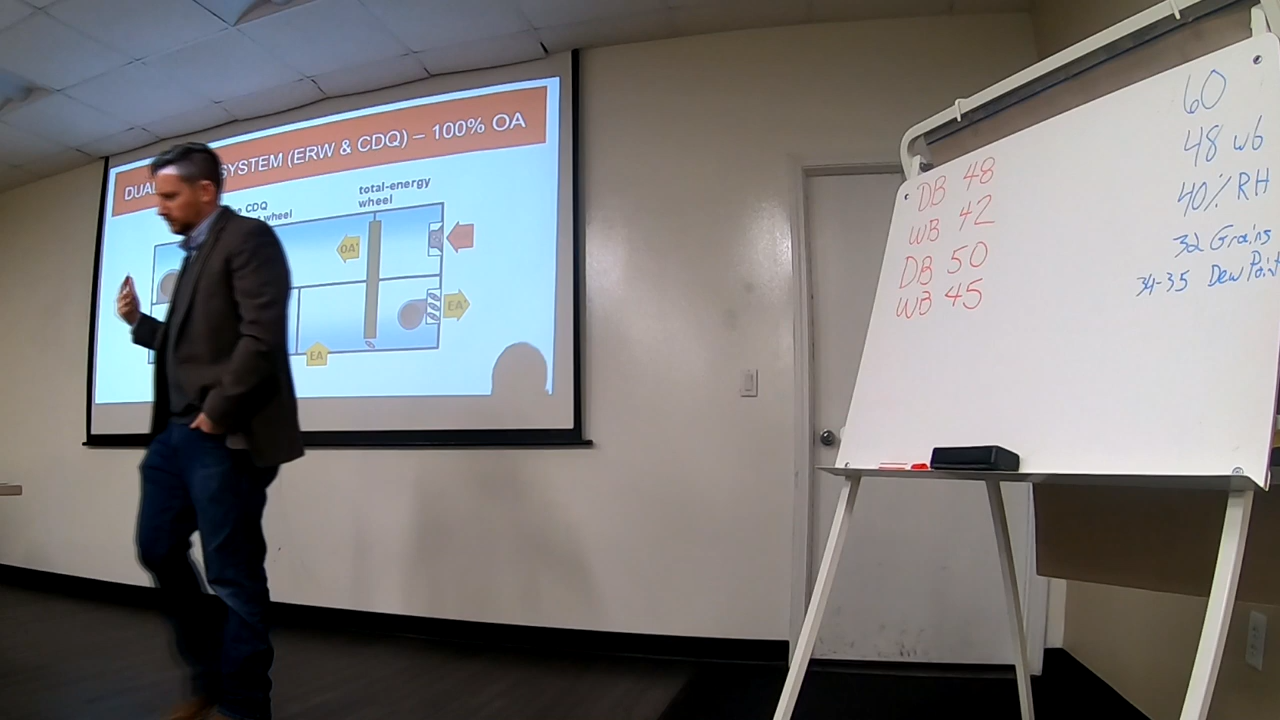 DUAL SYSTEM (ERW & CDQ) – 100% OA
CDQ
wheel
total-energy
wheel
OA'
EA'
EA
DB 48
WB 42
DB 50
WB 45
60
48 wb
40% RH
32 Grains
34-35 Dew Point